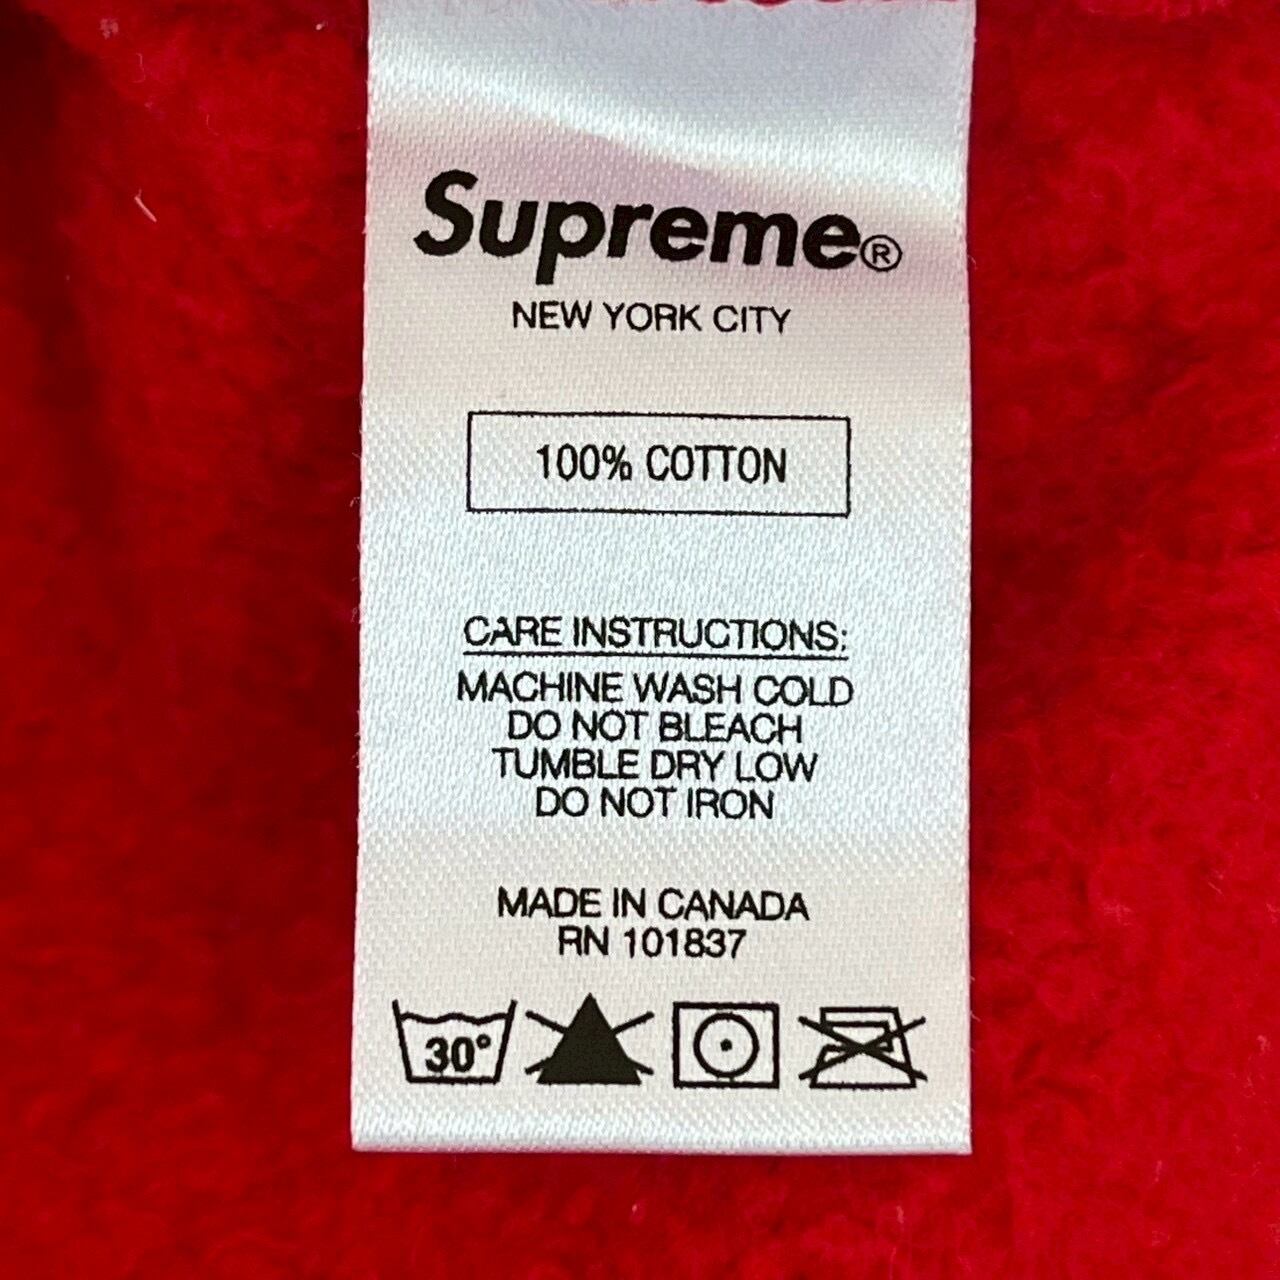 Supreme®
NEW YORK CITY
100% COTTON
CARE INSTRUCTIONS:
MACHINE WASH COLD
DO NOT BLEACH
TUMBLE DRY LOW
DO NOT IRON
MADE IN CANADA
RN 101837
30°